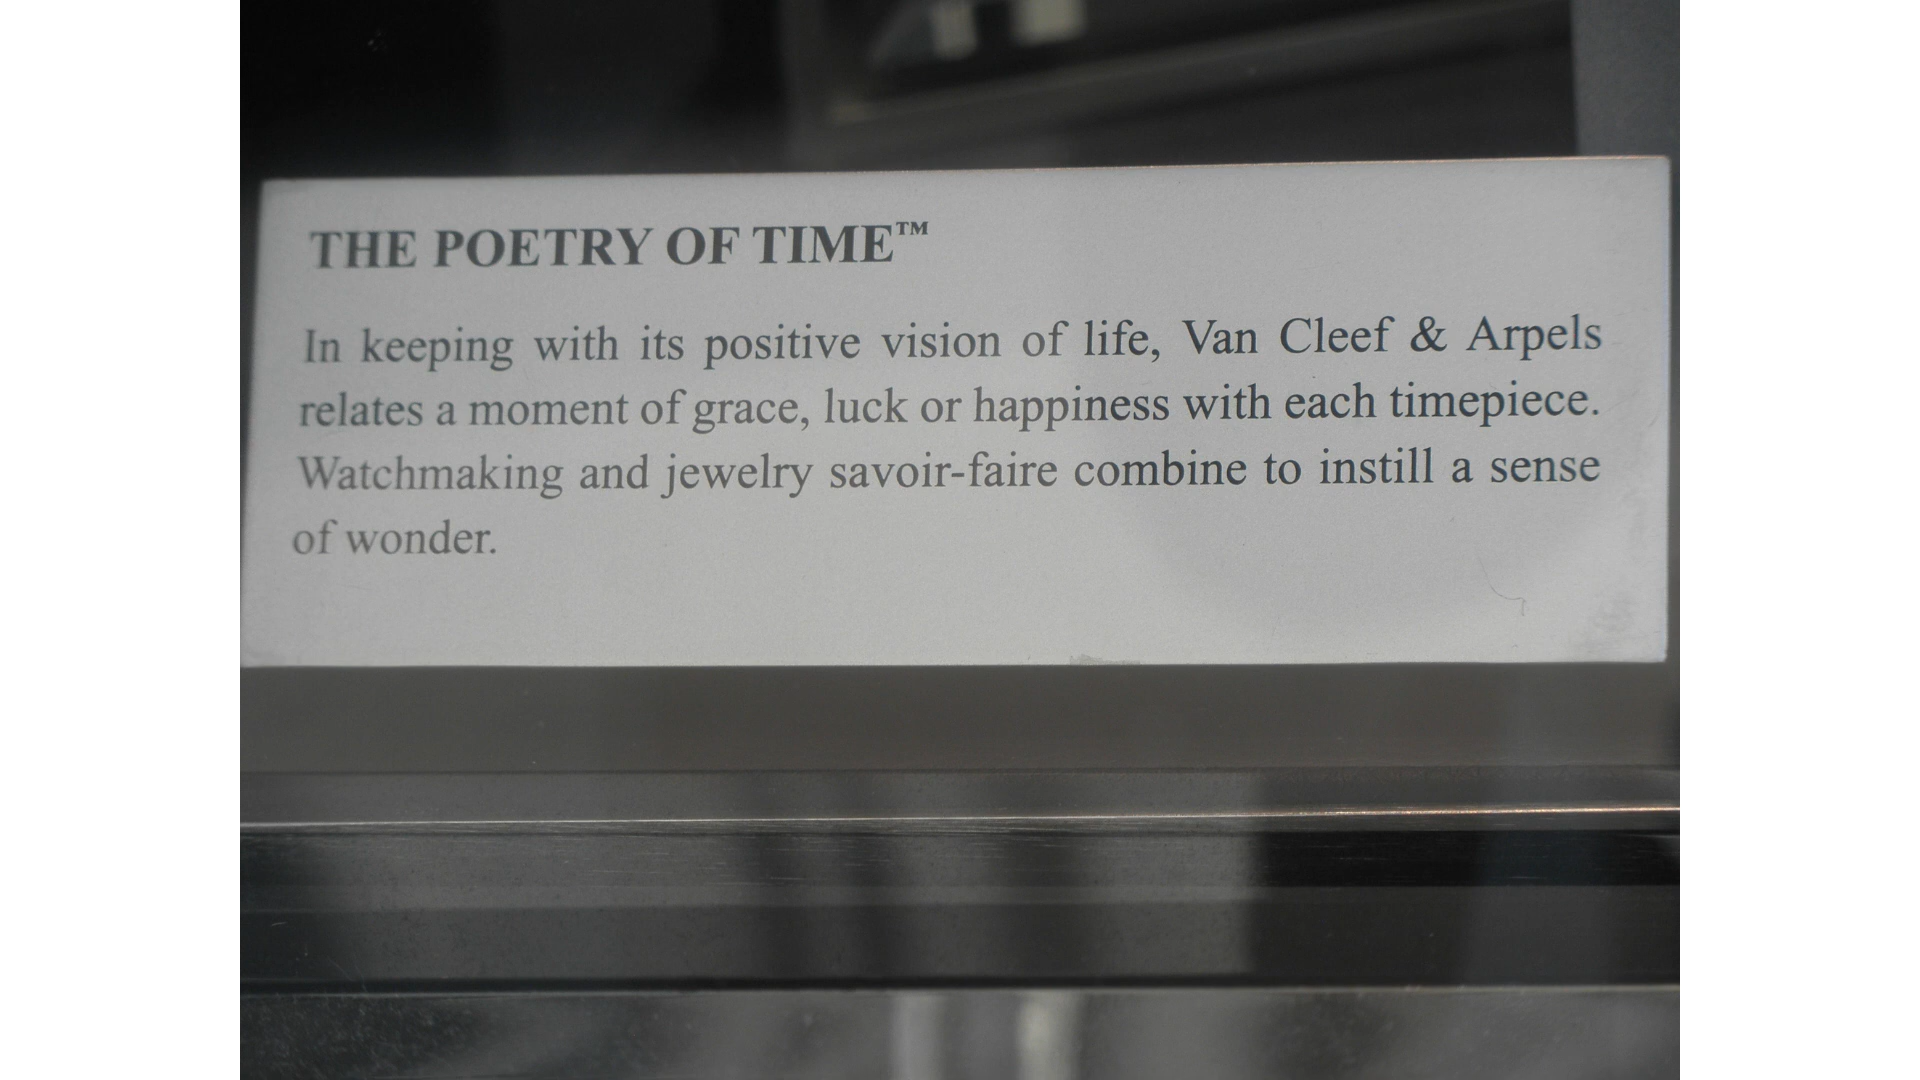 THE POETRY OF TIME™
In keeping with its positive vision of life, Van Cleef & Arpels
relates a moment of grace, luck or happiness with each timepiece.
Watchmaking and jewelry savoir-faire combine to instill a sense
of wonder.